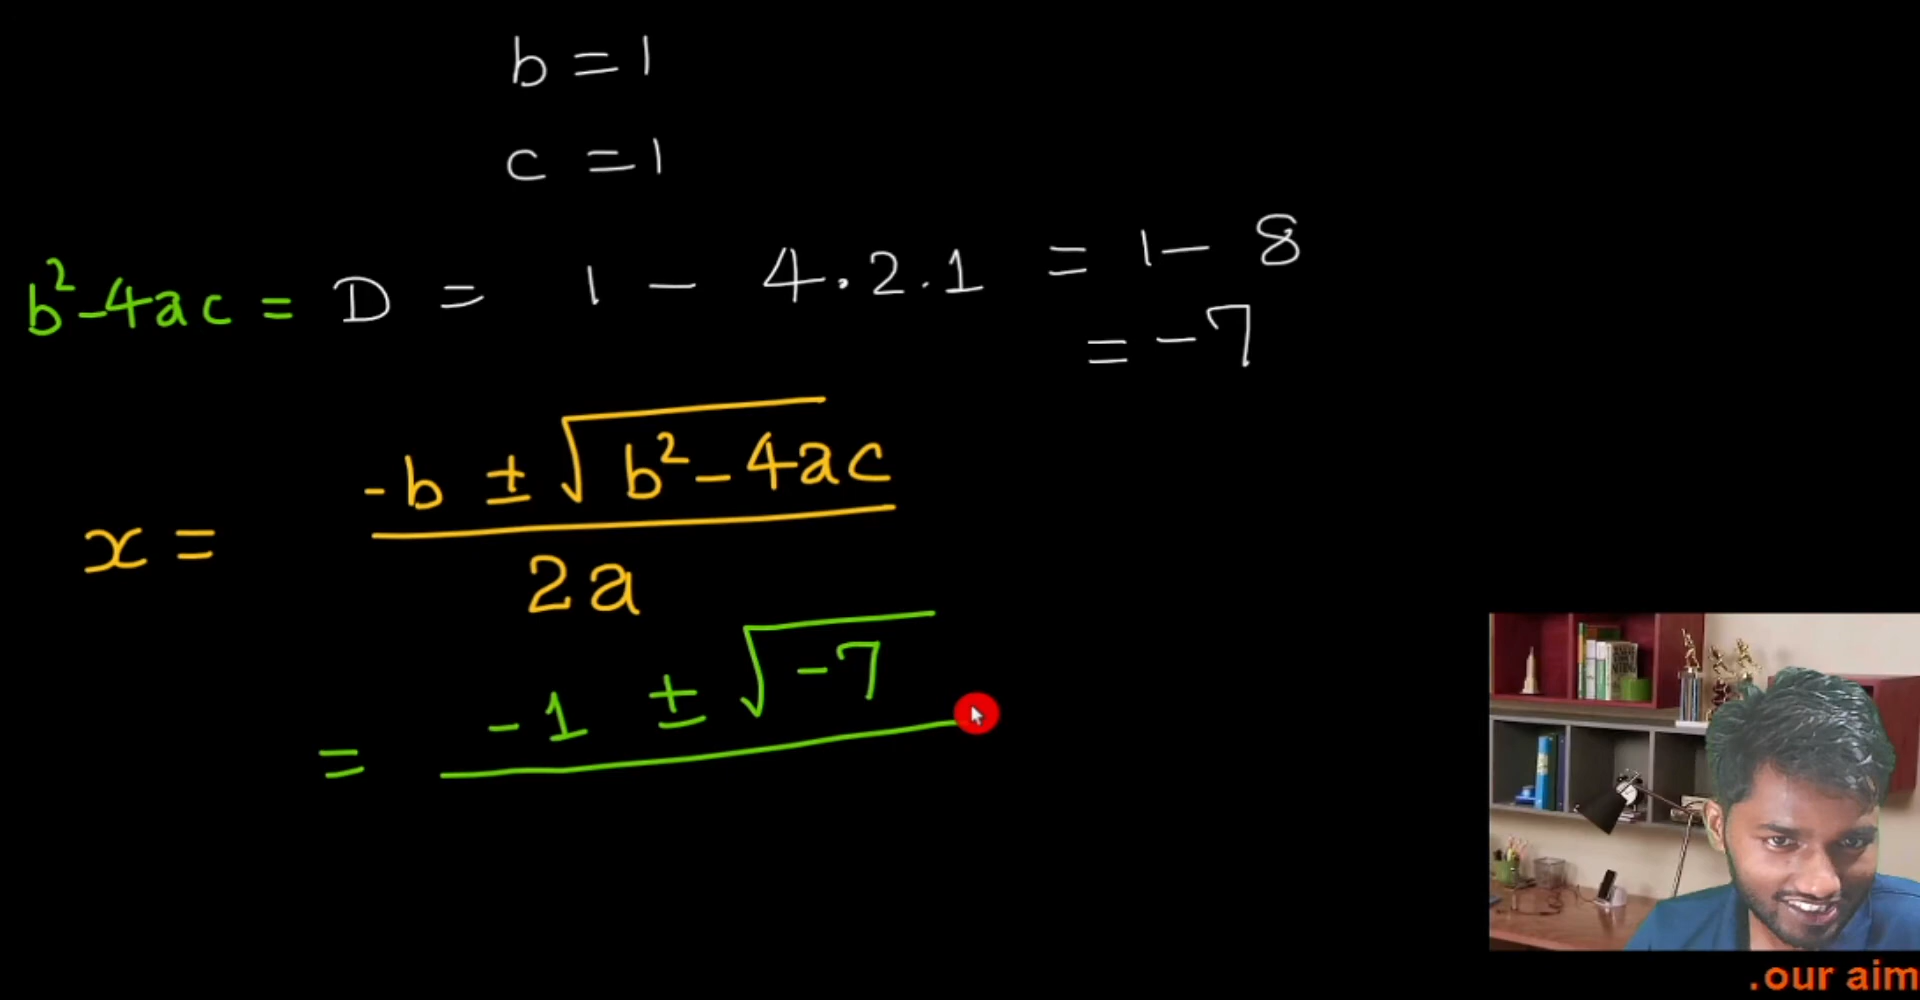 b = 1
c = 1
b² - 4ac = D = 1 - 4.2.1 = 1 - 8
= -7
x = (-b ± √(b² - 4ac)) / 2a
= -1 ± √-7
.our aim